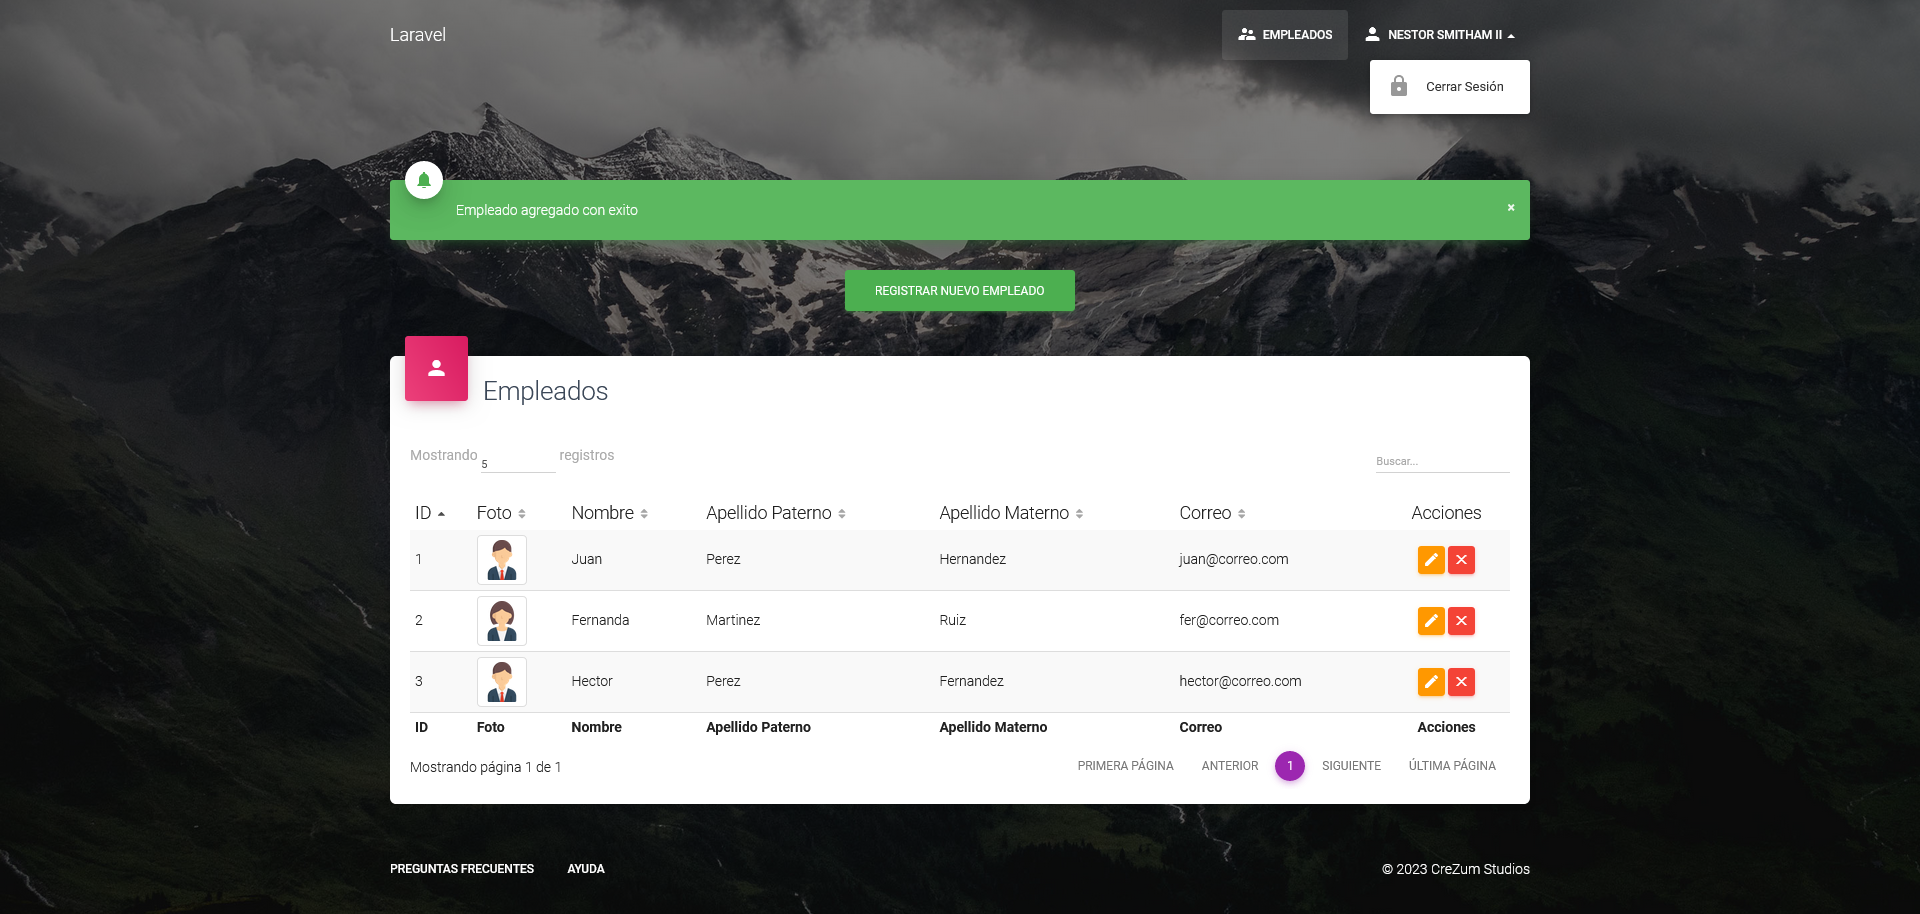 Laravel
EMPLEADOS
NESTOR SMITHAM II
Cerrar Sesión
Empleado agregado con exito
×
REGISTRAR NUEVO EMPLEADO
Empleados
Mostrando 5 registros
Buscar...
ID Foto Nombre Apellido Paterno Apellido Materno Correo Acciones
1 Juan Perez Hernandez juan@correo.com
2 Fernanda Martinez Ruiz fer@correo.com
3 Hector Perez Fernandez hector@correo.com
ID Foto Nombre Apellido Paterno Apellido Materno Correo Acciones
Mostrando página 1 de 1
PRIMERA PÁGINA ANTERIOR 1 SIGUIENTE ÚLTIMA PÁGINA
PREGUNTAS FRECUENTES AYUDA
© 2023 CreZum Studios